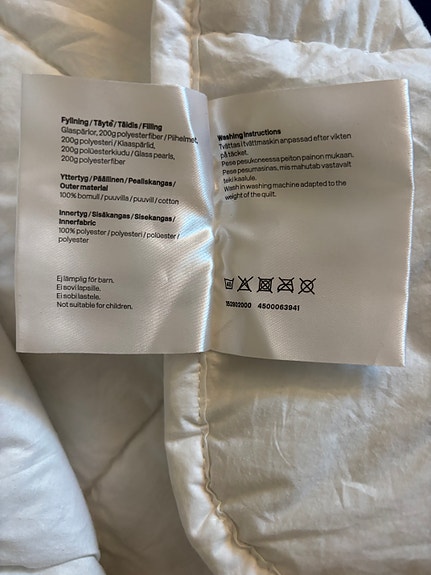 Fyllning / Täyte / Täidis / Filling
Glaspärlor, 200g polyesterfiber / Piihelmet,
200g polyesteri / Klaaspärlid,
200g polüesterkiudu / Glass pearls,
200g polyesterfiber
Yttertyg / Päällinen / Pealiskangas /
Outer material
100% bomull / puuvilla / puuvill / cotton
Innertyg / Sisäkangas / Sisekangas /
Innerfabric
100% polyester / polyesteri / polüester /
polyester
Ej lämplig för barn.
Ei sovi lapsille.
Ei sobi lastele.
Not suitable for children.
Washing Instructions
Tvättas i tvättmaskin anpassad efter vikten
på täcket.
Pese pesukoneessa peiton painon mukaan.
Pese pesumasinas, mis mahutab vastavalt
teki kaalule.
Wash in washing machine adapted to the
weight of the quilt.
4500063941